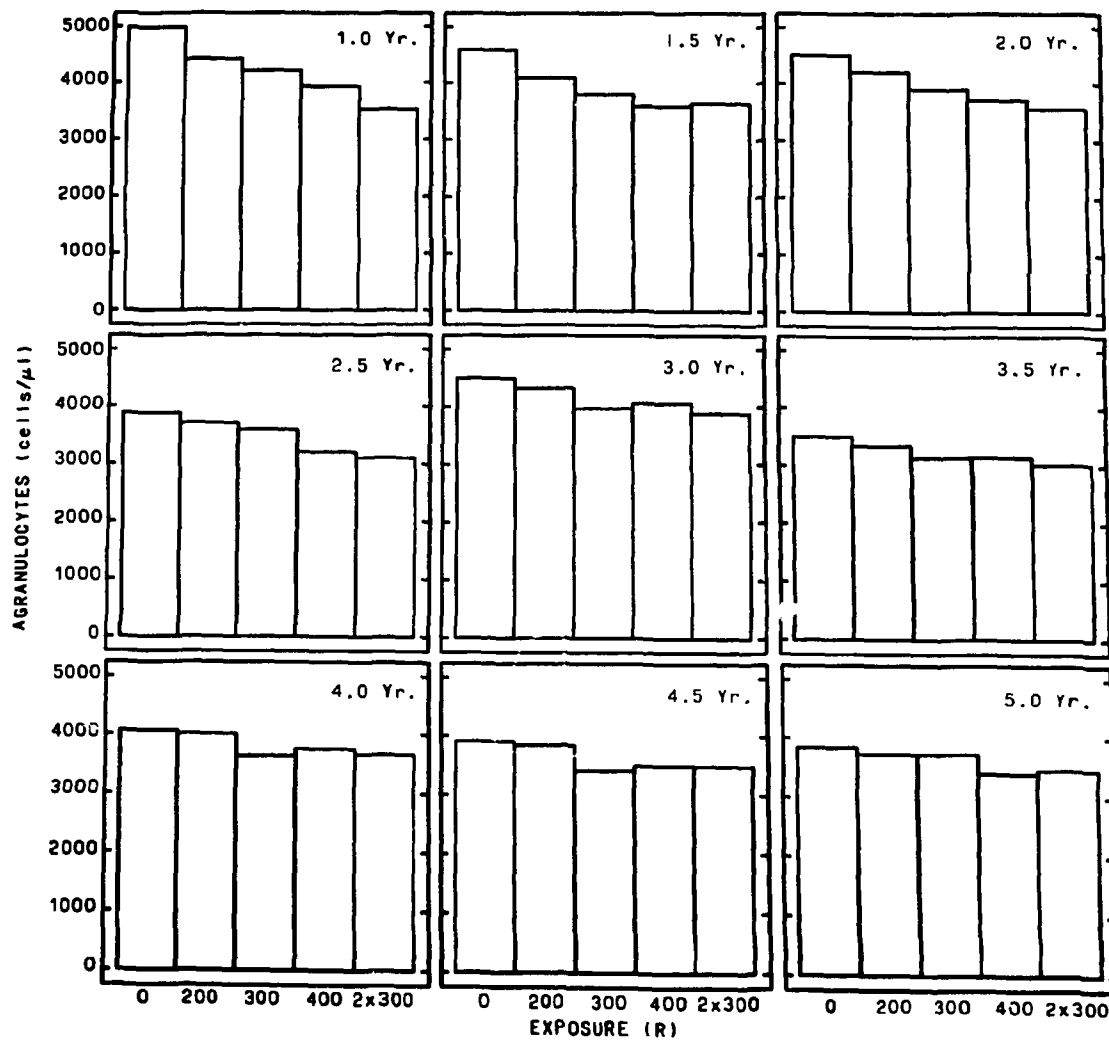 AGRANULOCYTES (cells/µl)
1.0 Yr.
5000
4000
3000
2000
1000
0
1.5 Yr.
2.0 Yr.
2.5 Yr.
5000
4000
3000
2000
1000
0
3.0 Yr.
3.5 Yr.
4.0 Yr.
5000
4000
3000
2000
1000
0
4.5 Yr.
5.0 Yr.
0 200 300 400 2x300
0 200 300 400 2x300
0 200 300 400 2x300
EXPOSURE (R)